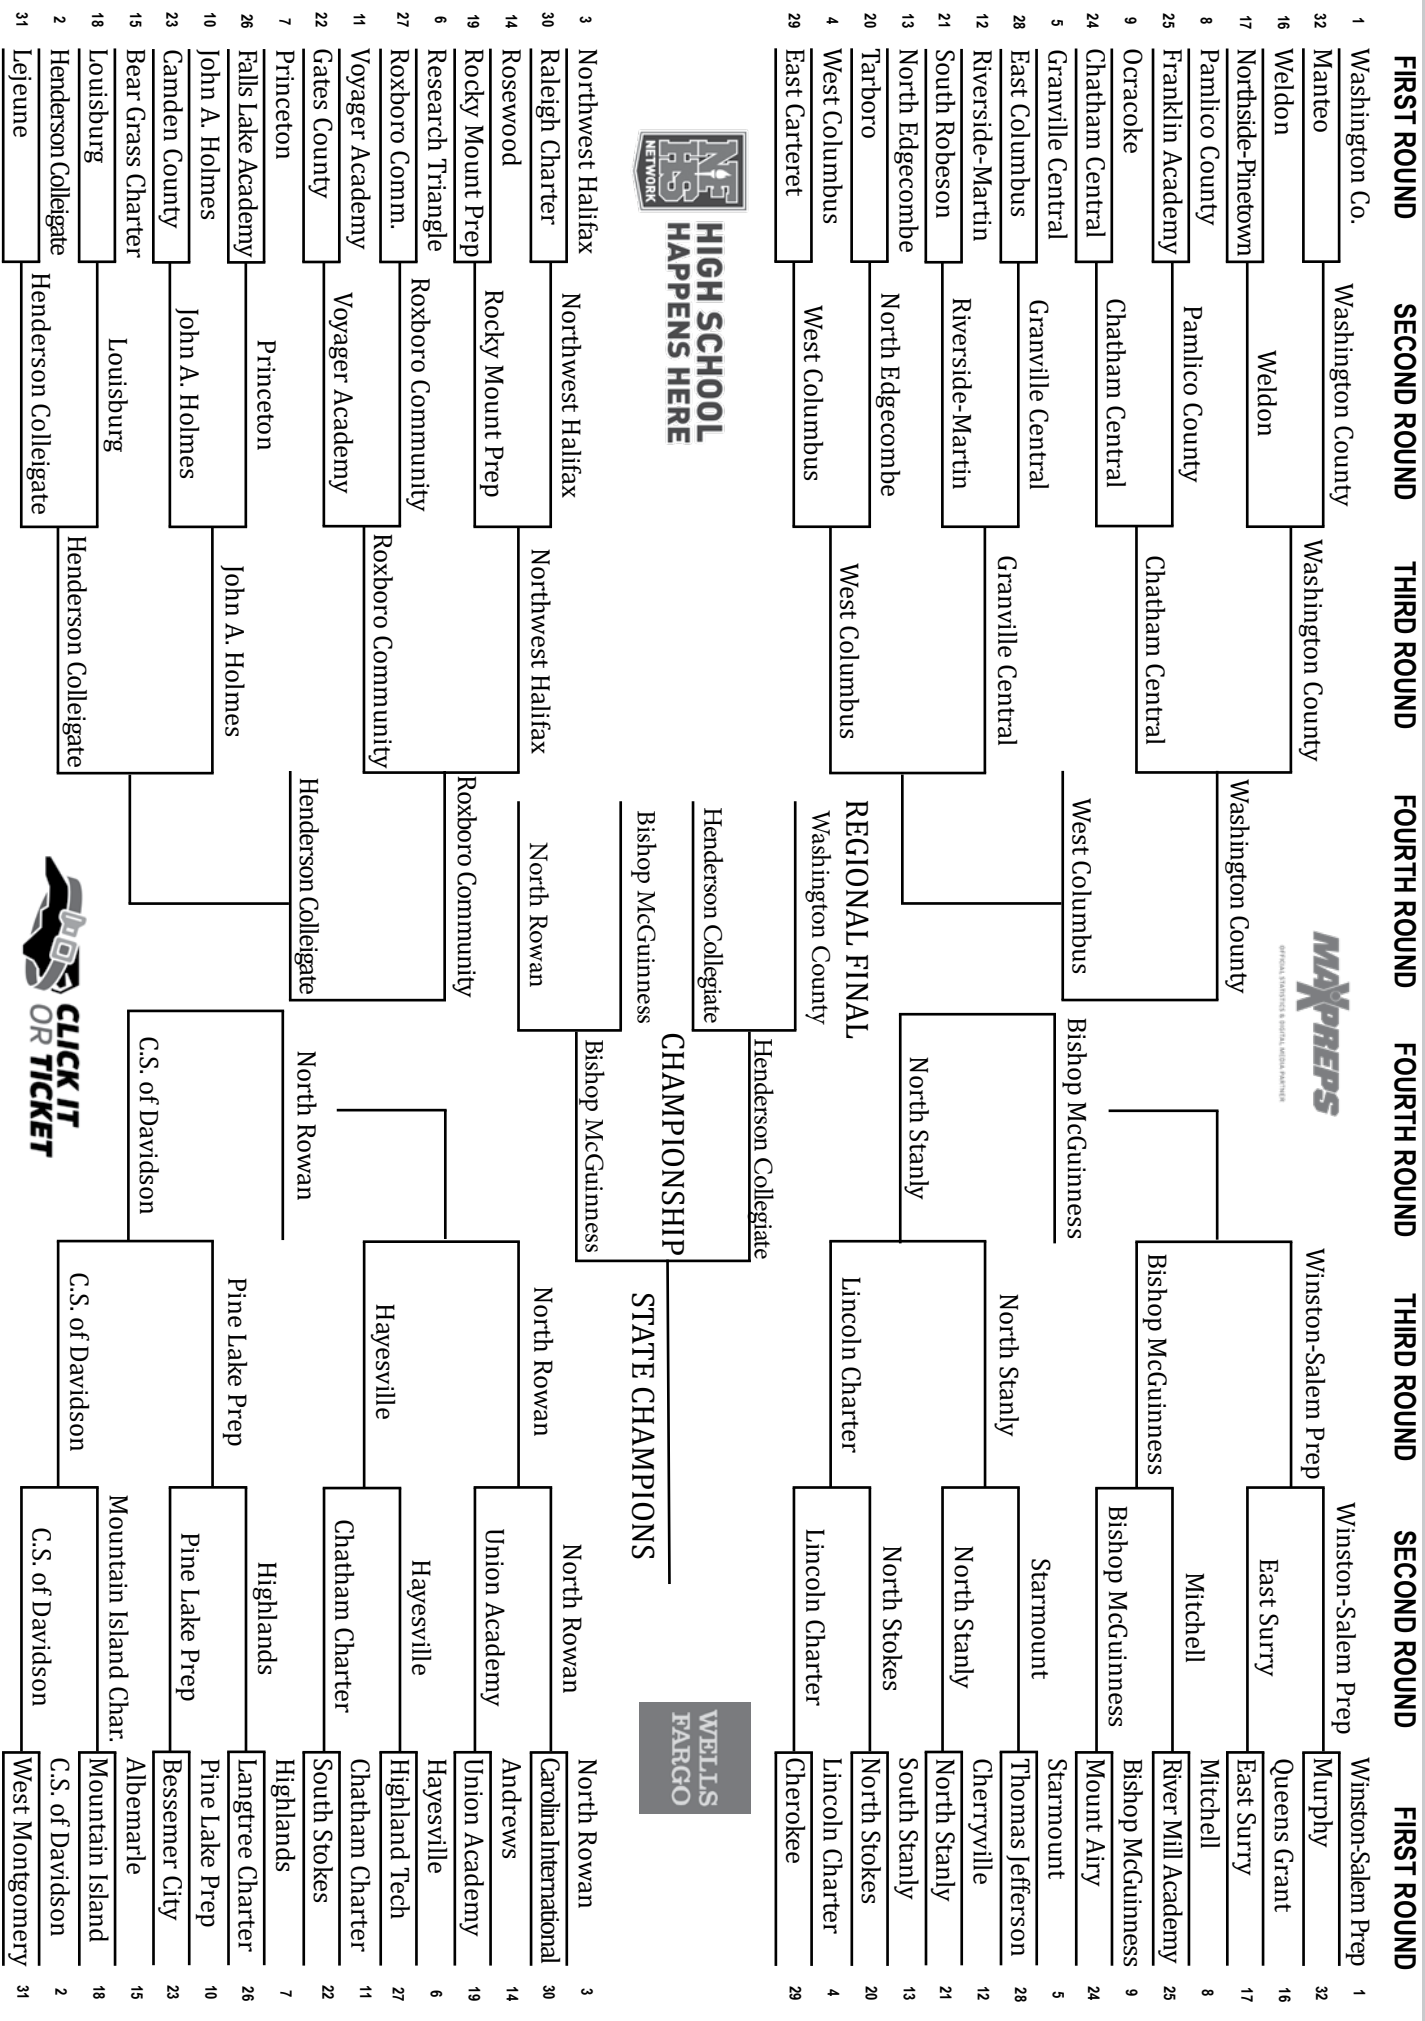 FIRST ROUND
SECOND ROUND
THIRD ROUND
FOURTH ROUND
FOURTH ROUND
THIRD ROUND
SECOND ROUND
FIRST ROUND
1 Washington Co.
32 Manteo
16 Weldon
17 Northside-Pinetown
8 Pamlico County
25 Franklin Academy
9 Ocracoke
24 Chatham Central
5 Granville Central
28 East Columbus
12 Riverside-Martin
21 South Robeson
13 North Edgecombe
20 Tarboro
4 West Columbus
29 East Carteret
3 Northwest Halifax
30 Raleigh Charter
14 Rosewood
19 Rocky Mount Prep
6 Research Triangle
27 Roxboro Comm.
11 Voyager Academy
22 Gates County
7 Princeton
26 Falls Lake Academy
10 John A. Holmes
23 Camden County
15 Bear Grass Charter
18 Louisburg
2 Henderson Colleigate
31 Lejeune
Washington County
Weldon
Pamlico County
Chatham Central
Granville Central
Riverside-Martin
North Edgecombe
West Columbus
Northwest Halifax
Rocky Mount Prep
Roxboro Community
Voyager Academy
Princeton
John A. Holmes
Louisburg
Henderson Colleigate
Washington County
Chatham Central
Granville Central
West Columbus
Northwest Halifax
Roxboro Community
John A. Holmes
Henderson Colleigate
Washington County
West Columbus
Roxboro Community
Henderson Colleigate
NFHS
NETWORK
HIGH SCHOOL
HAPPENS HERE
MAXPREPS
OFFICIAL STATISTICS & DIGITAL MEDIA PARTNER
REGIONAL FINAL
Washington County
Henderson Collegiate
Bishop McGuinness
North Rowan
Henderson Collegiate
CHAMPIONSHIP
Bishop McGuinness
STATE CHAMPIONS
CLICK IT
OR TICKET
WELLS
FARGO
Bishop McGuinness
North Stanly
North Rowan
C.S. of Davidson
Winston-Salem Prep
Bishop McGuinness
North Stanly
Lincoln Charter
North Rowan
Hayesville
Pine Lake Prep
C.S. of Davidson
Winston-Salem Prep
East Surry
Mitchell
Bishop McGuinness
Starmount
North Stanly
North Stokes
Lincoln Charter
North Rowan
Union Academy
Hayesville
Chatham Charter
Highlands
Pine Lake Prep
Mountain Island Char.
C.S. of Davidson
Winston-Salem Prep 1
Murphy 32
Queens Grant 16
East Surry 17
Mitchell 8
River Mill Academy 25
Bishop McGuinness 9
Mount Airy 24
Starmount 5
Thomas Jefferson 28
Cherryville 12
North Stanly 21
South Stanly 13
North Stokes 20
Lincoln Charter 4
Cherokee 29
North Rowan 3
Carolina International 30
Andrews 14
Union Academy 19
Hayesville 6
Highland Tech 27
Chatham Charter 11
South Stokes 22
Highlands 7
Langtree Charter 26
Pine Lake Prep 10
Bessemer City 23
Albemarle 15
Mountain Island 18
C.S. of Davidson 2
West Montgomery 31